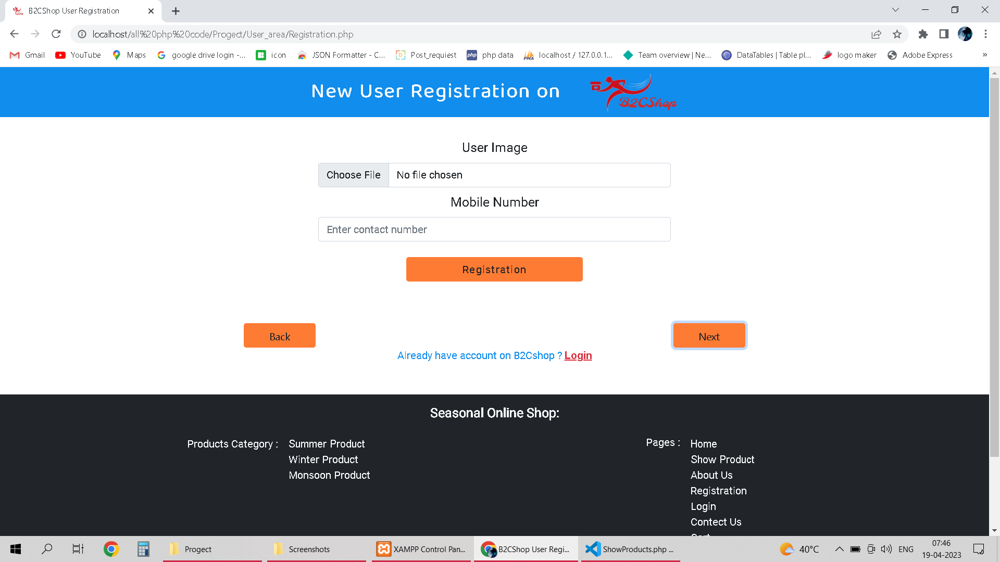 B2CShop User Registration
localhost/all%20php%20code/Progect/User_area/Registration.php
Gmail YouTube Maps google drive login -... icon JSON Formatter - C... Post_requiest php data localhost / 127.0.0.1... Team overview | Ne... DataTables | Table pl... logo maker Adobe Express »
New User Registration on B2CShop
User Image
Choose File No file chosen
Mobile Number
Enter contact number
Registration
Back Next
Already have account on B2Cshop ? Login
Seasonal Online Shop:
Products Category : Summer Product
Winter Product
Monsoon Product
Pages : Home
Show Product
About Us
Registration
Login
Contect Us
Progect Screenshots XAMPP Control Pan... B2CShop User Regi... ShowProducts.php ... 40°C ENG 07:46
19-04-2023